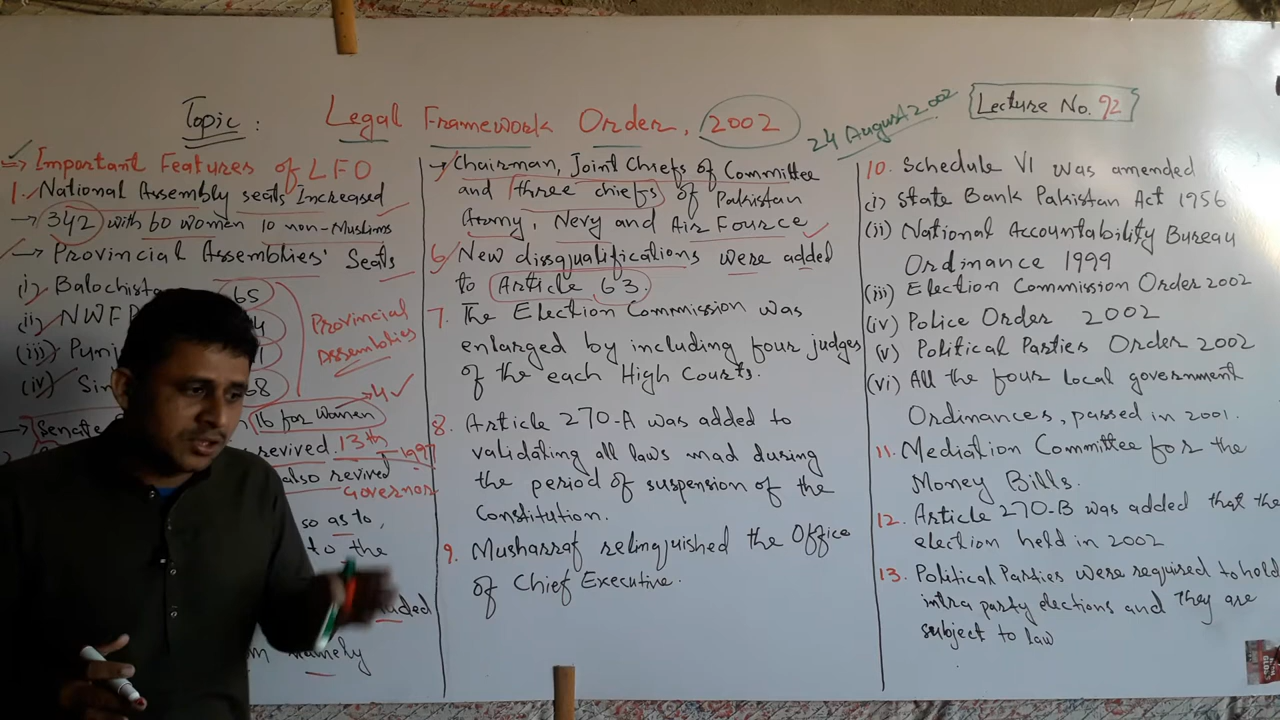 Topic : Legal Framework Order, 2002
24 August 2002
Lecture No. 92
⇒ Important Features of LFO
1. National Assembly seats Increased
→ 342 with 60 women 10 non-Muslims
→ Provincial Assemblies' Seats
(i) Balochista 65
(ii) NWFP
(iii) Punj
(iv) Sin 68
Provincial
Assemblies
→ Senate
16 for women → 4
revived 13th
1997
also revived
Governor
so as to,
to the
namely
→ Chairman, Joint Chiefs of Committee
and three chiefs of Pakistan
Army, Nevy and Air Fource
6. New dissqualifications were added
to Article 63.
7. The Election Commission was
enlarged by including four judges
of the each High Courts.
8. Article 270-A was added to
validating all laws mad during
the period of suspension of the
Constitution.
9. Musharraf relinguished the Office
of Chief Executive.
10. Schedule VI was amended
(i) State Bank Pakistan Act 1956
(ii) National Accountability Bureau
Ordinance 1999
(iii) Election Commission Order 2002
(iv) Police Order 2002
(v) Political Parties Order 2002
(vi) All the four local government
Ordinances, passed in 2001.
11. Mediation Committee for the
Money Bills.
12. Article 270-B was added that the
election held in 2002
13. Political Parties were required to hold
intra party elections and They are
subject to law